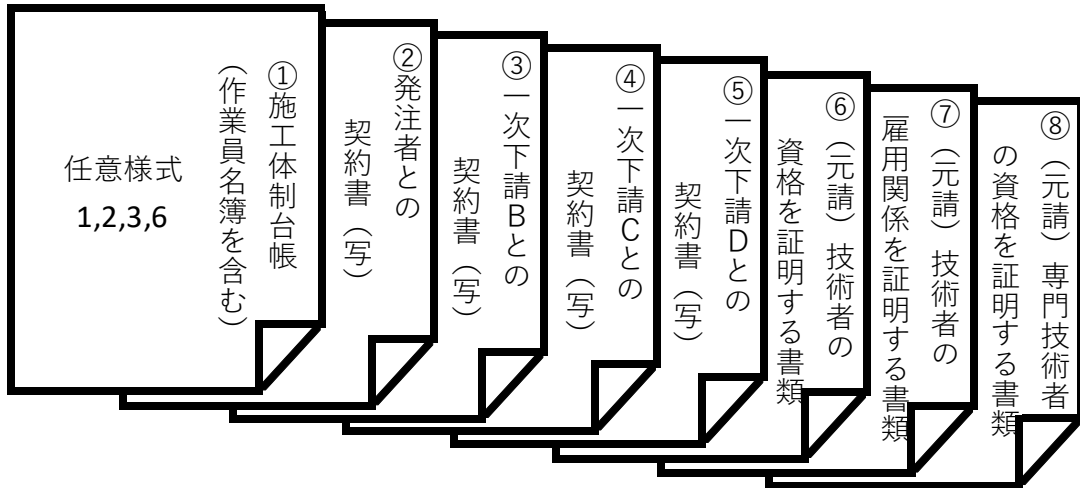 任意様式
1,2,3,6
①施工体制台帳
(作業員名簿を含む)
②発注者との
契約書（写）
③一次下請Bとの
契約書（写）
④一次下請Cとの
契約書（写）
⑤一次下請Dとの
契約書（写）
⑥（元請）技術者の
資格を証明する書類
⑦（元請）技術者の
雇用関係を証明する書類
⑧（元請）専門技術者
の資格を証明する書類